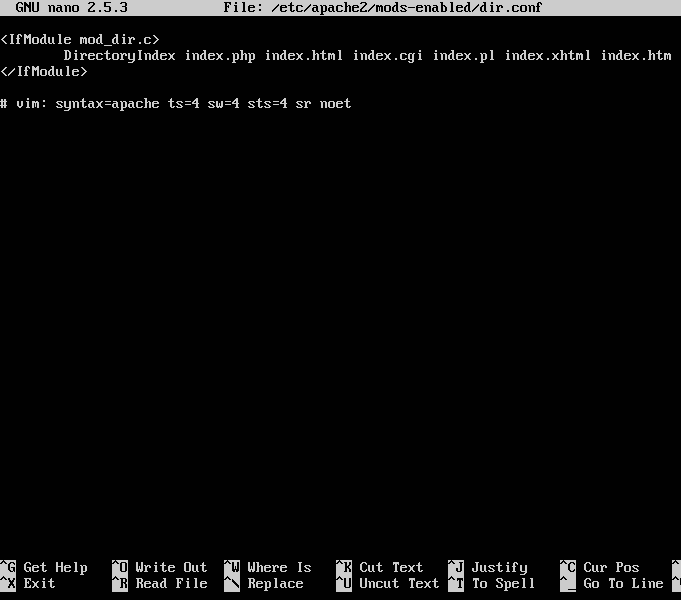 GNU nano 2.5.3 File: /etc/apache2/mods-enabled/dir.conf
<IfModule mod_dir.c>
DirectoryIndex index.php index.html index.cgi index.pl index.xhtml index.htm
</IfModule>
# vim: syntax=apache ts=4 sw=4 sts=4 sr noet
^G Get Help ^O Write Out ^W Where Is ^K Cut Text ^J Justify ^C Cur Pos
^X Exit ^R Read File ^\ Replace ^U Uncut Text ^T To Spell ^_ Go To Line